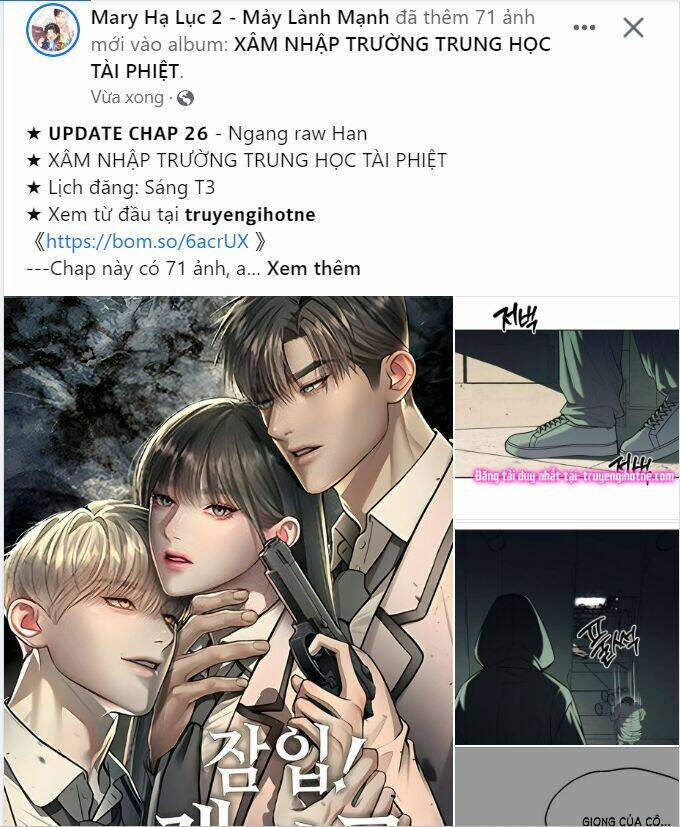 Mary Hạ Lục 2 - Mảy Lành Mạnh đã thêm 71 ảnh
mới vào album: XÂM NHẬP TRƯỜNG TRUNG HỌC
TÀI PHIỆT.
Vừa xong ·
★ UPDATE CHAP 26 - Ngang raw Han
★ XÂM NHẬP TRƯỜNG TRUNG HỌC TÀI PHIỆT
★ Lịch đăng: Sáng T3
★ Xem từ đầu tại truyengihotne
《https://bom.so/6acrUX 》
---Chap này có 71 ảnh, a... Xem thêm
저벅
저벅
Đăng tải duy nhất tại truyengihotne.com
잠입!
GIỌNG CỦA CÔ...